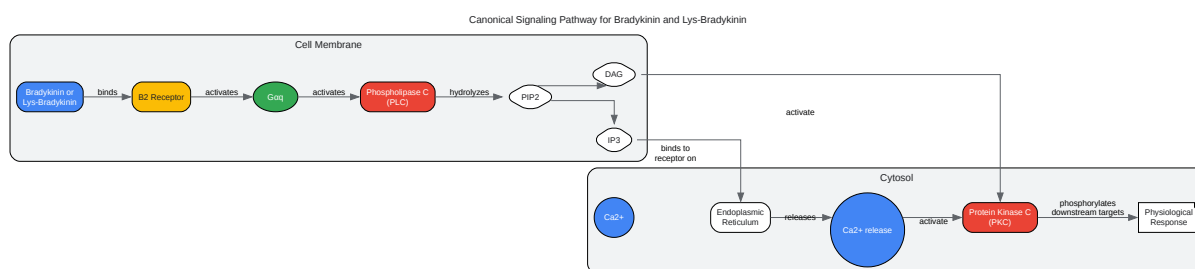 Canonical Signaling Pathway for Bradykinin and Lys-Bradykinin
Cell Membrane
Bradykinin or
Lys-Bradykinin
binds
B2 Receptor
activates
Gαq
activates
Phospholipase C
(PLC)
hydrolyzes
PIP2
DAG
IP3
activate
binds to
receptor on
Cytosol
Ca2+
Endoplasmic
Reticulum
releases
Ca2+ release
activate
Protein Kinase C
(PKC)
phosphorylates
downstream targets
Physiological
Response